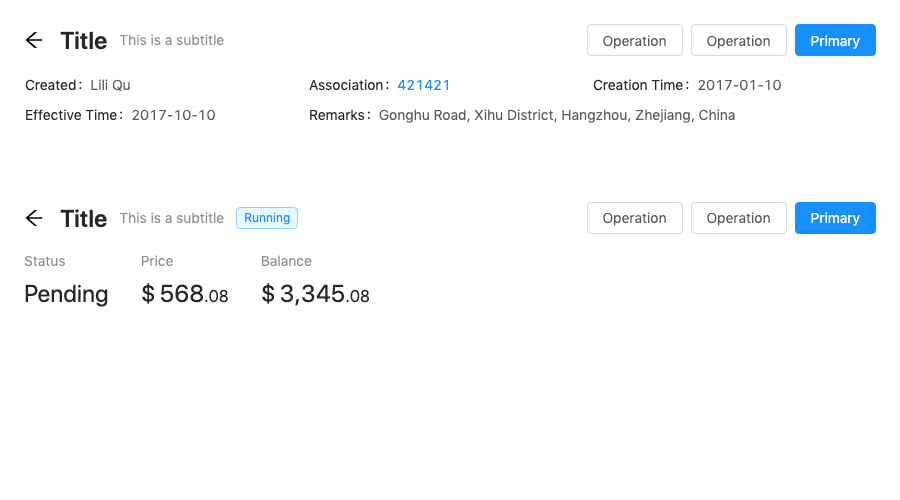 Title This is a subtitle Operation Operation Primary
Created: Lili Qu Association: 421421 Creation Time: 2017-01-10
Effective Time: 2017-10-10 Remarks: Gonghu Road, Xihu District, Hangzhou, Zhejiang, China
Title This is a subtitle Running Operation Operation Primary
Status Price Balance
Pending $ 568.08 $ 3,345.08